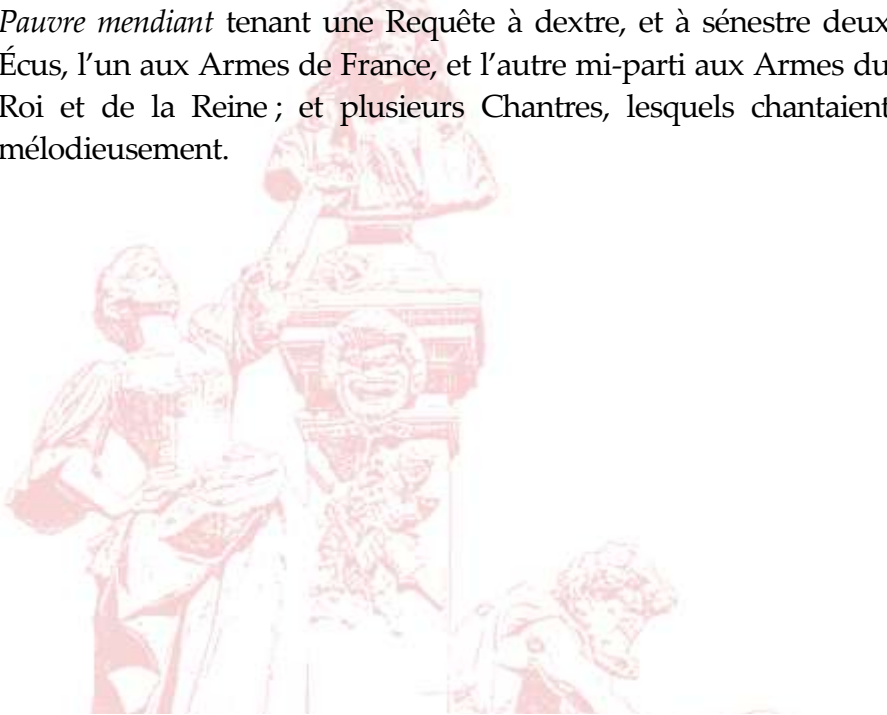 Pauvre mendiant tenant une Requête à dextre, et à sénestre deux
Écus, l’un aux Armes de France, et l’autre mi-parti aux Armes du
Roi et de la Reine ; et plusieurs Chantres, lesquels chantaient
mélodieusement.